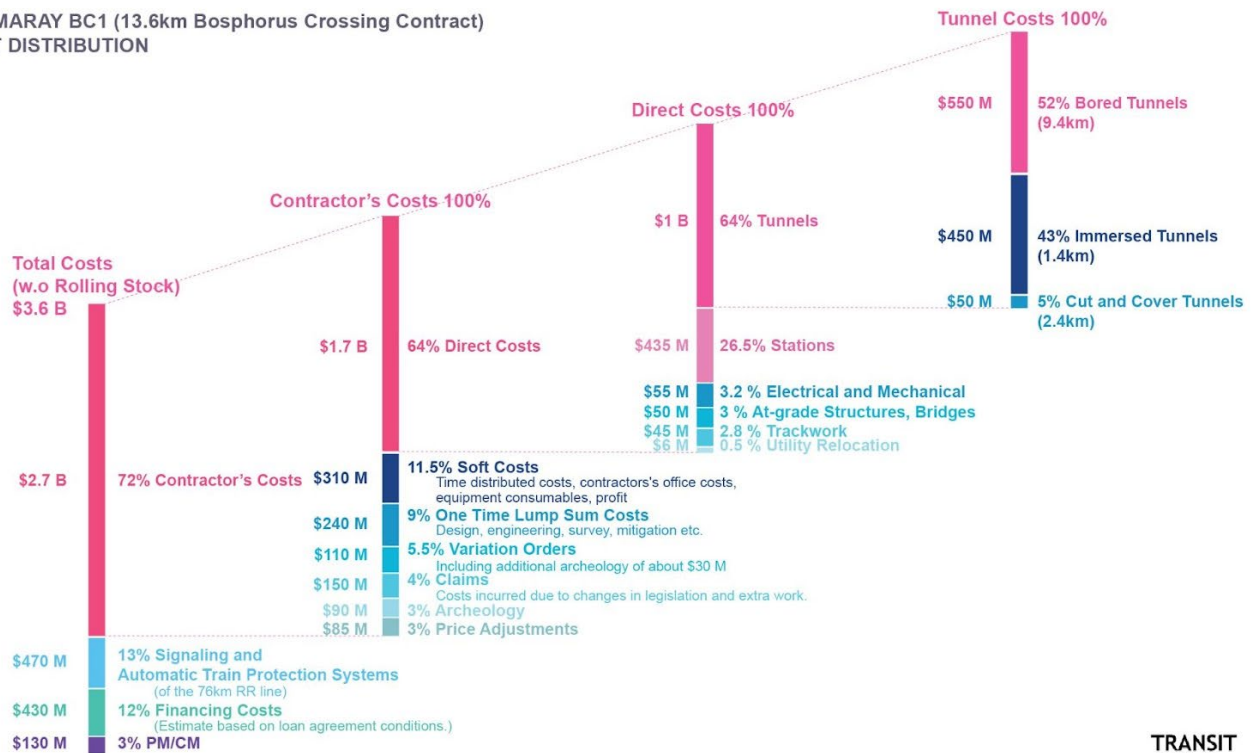 MARAY BC1 (13.6km Bosphorus Crossing Contract)
T DISTRIBUTION
Total Costs
(w.o Rolling Stock)
$3.6 B
$2.7 B
72% Contractor's Costs
$470 M
13% Signaling and
Automatic Train Protection Systems
(of the 76km RR line)
$430 M
12% Financing Costs
(Estimate based on loan agreement conditions.)
$130 M
3% PM/CM
Contractor's Costs 100%
$1.7 B
64% Direct Costs
$310 M
11.5% Soft Costs
Time distributed costs, contractors's office costs,
equipment consumables, profit
$240 M
9% One Time Lump Sum Costs
Design, engineering, survey, mitigation etc.
$110 M
5.5% Variation Orders
Including additional archeology of about $30 M
$150 M
4% Claims
Costs incurred due to changes in legislation and extra work.
$90 M
3% Archeology
$85 M
3% Price Adjustments
Direct Costs 100%
$1 B
64% Tunnels
$435 M
26.5% Stations
$55 M
3.2 % Electrical and Mechanical
$50 M
3 % At-grade Structures, Bridges
$45 M
2.8 % Trackwork
$6 M
0.5 % Utility Relocation
Tunnel Costs 100%
$550 M
52% Bored Tunnels
(9.4km)
$450 M
43% Immersed Tunnels
(1.4km)
$50 M
5% Cut and Cover Tunnels
(2.4km)
TRANSIT